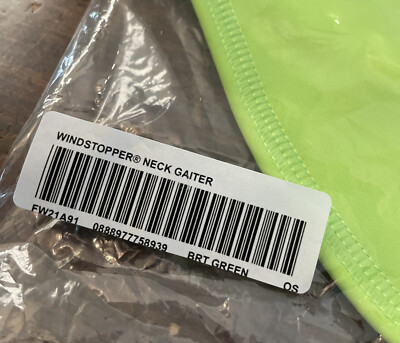 WINDSTOPPER® NECK GAITER
FW21A91 0888977758939 BRT GREEN OS